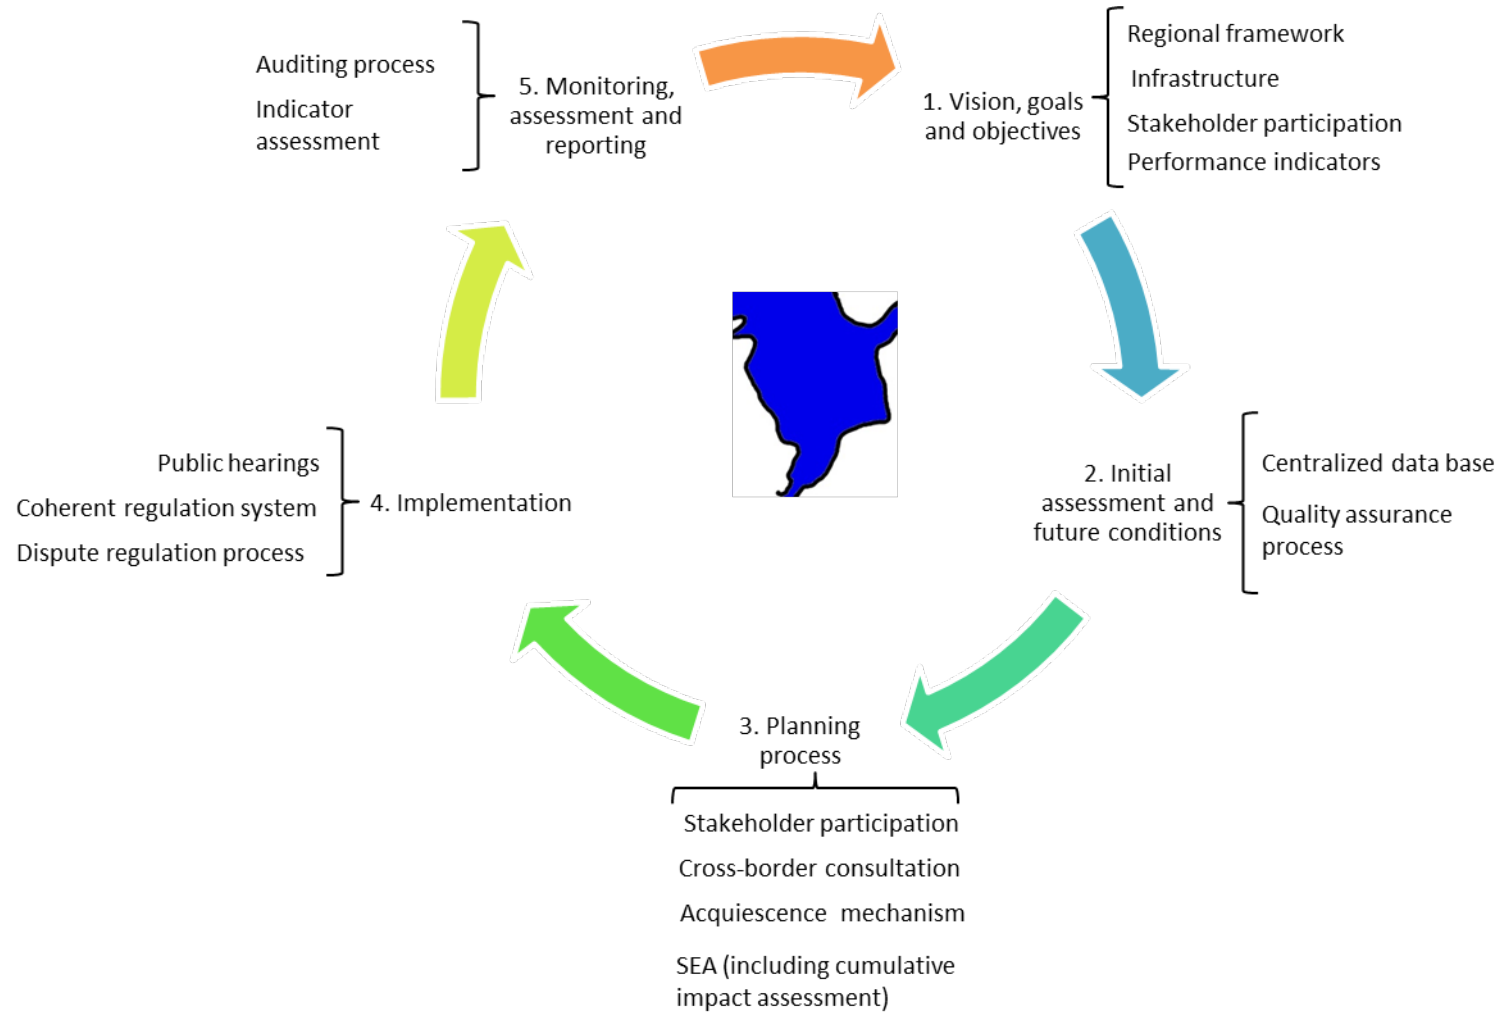 Auditing process
Indicator
assessment
5. Monitoring,
assessment and
reporting
1. Vision, goals
and objectives
Regional framework
Infrastructure
Stakeholder participation
Performance indicators
Public hearings
Coherent regulation system
Dispute regulation process
4. Implementation
2. Initial
assessment and
future conditions
Centralized data base
Quality assurance
process
3. Planning
process
Stakeholder participation
Cross-border consultation
Acquiescence mechanism
SEA (including cumulative
impact assessment)